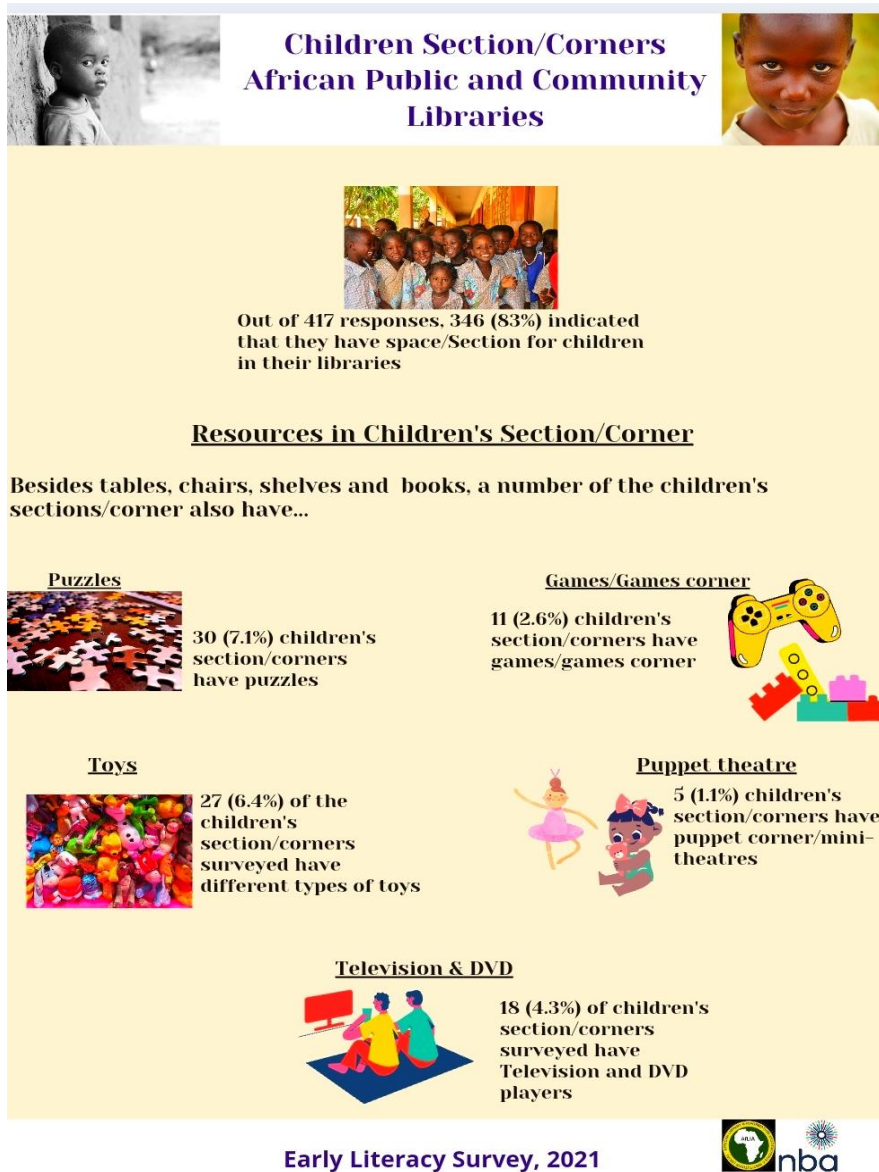 Children Section/Corners
African Public and Community
Libraries
Out of 417 responses, 346 (83%) indicated
that they have space/Section for children
in their libraries
Resources in Children's Section/Corner
Besides tables, chairs, shelves and books, a number of the children's
sections/corner also have...
Puzzles
30 (7.1%) children's
section/corners
have puzzles
Games/Games corner
11 (2.6%) children's
section/corners have
games/games corner
Toys
27 (6.4%) of the
children's
section/corners
surveyed have
different types of toys
Puppet theatre
5 (1.1%) children's
section/corners have
puppet corner/mini-
theatres
Television & DVD
18 (4.3%) of children's
section/corners
surveyed have
Television and DVD
players
Early Literacy Survey, 2021
AfLIA
nba